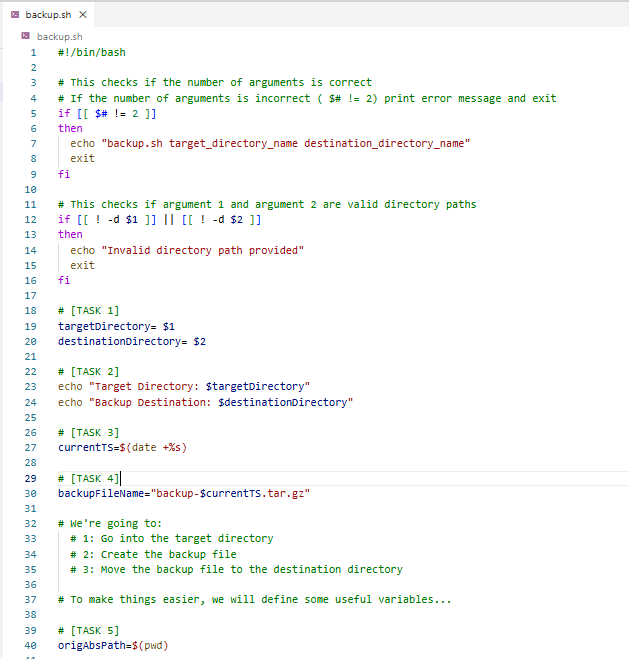 backup.sh ×
backup.sh
1 #!/bin/bash
2
3 # This checks if the number of arguments is correct
4 # If the number of arguments is incorrect ( $# != 2) print error message and exit
5 if [[ $# != 2 ]]
6 then
7 echo "backup.sh target_directory_name destination_directory_name"
8 exit
9 fi
10
11 # This checks if argument 1 and argument 2 are valid directory paths
12 if [[ ! -d $1 ]] || [[ ! -d $2 ]]
13 then
14 echo "Invalid directory path provided"
15 exit
16 fi
17
18 # [TASK 1]
19 targetDirectory= $1
20 destinationDirectory= $2
21
22 # [TASK 2]
23 echo "Target Directory: $targetDirectory"
24 echo "Backup Destination: $destinationDirectory"
25
26 # [TASK 3]
27 currentTS=$(date +%s)
28
29 # [TASK 4]
30 backupFileName="backup-$currentTS.tar.gz"
31
32 # We're going to:
33 # 1: Go into the target directory
34 # 2: Create the backup file
35 # 3: Move the backup file to the destination directory
36
37 # To make things easier, we will define some useful variables...
38
39 # [TASK 5]
40 origAbsPath=$(pwd)